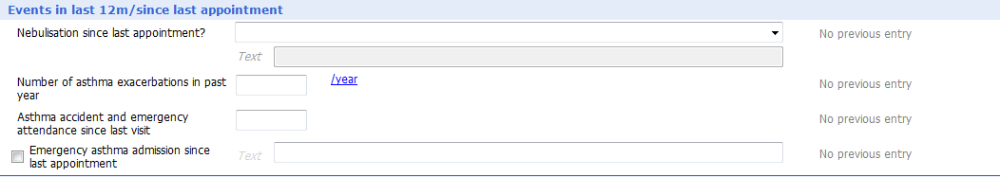 Events in last 12m/since last appointment
Nebulisation since last appointment?
No previous entry
Text
Number of asthma exacerbations in past
year
/year
No previous entry
Asthma accident and emergency
attendance since last visit
No previous entry
Emergency asthma admission since
last appointment
Text
No previous entry